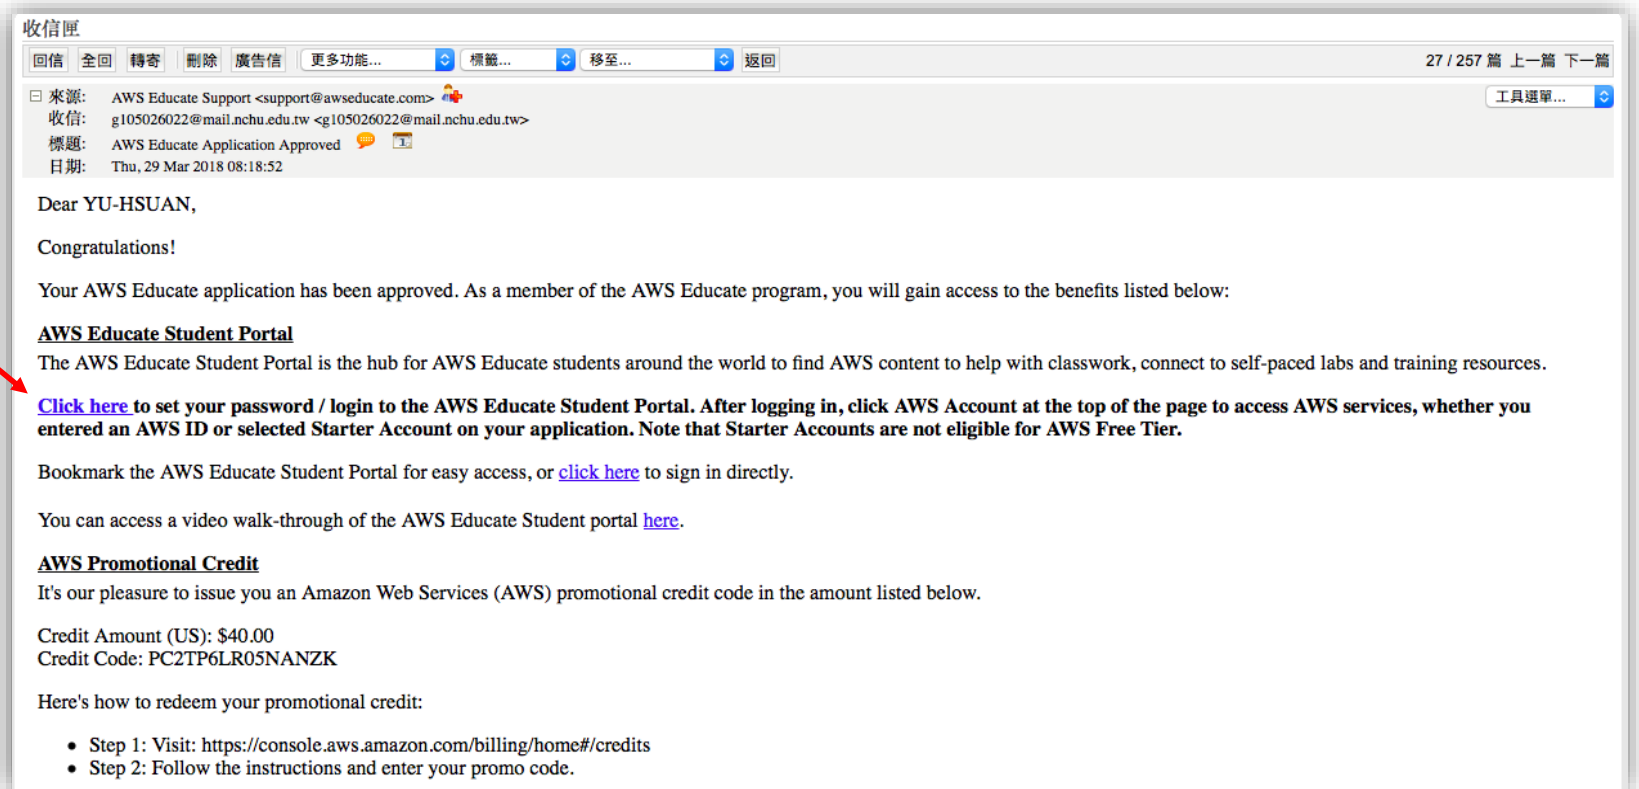 收信匣
回信 全回 轉寄 刪除 廣告信 更多功能... 標籤... 移至... 返回 27 / 257 篇 上一篇 下一篇
來源: AWS Educate Support <support@awseducate.com> 工具選單...
收信: g105026022@mail.nchu.edu.tw <g105026022@mail.nchu.edu.tw>
標題: AWS Educate Application Approved
日期: Thu, 29 Mar 2018 08:18:52
Dear YU-HSUAN,
Congratulations!
Your AWS Educate application has been approved. As a member of the AWS Educate program, you will gain access to the benefits listed below:
AWS Educate Student Portal
The AWS Educate Student Portal is the hub for AWS Educate students around the world to find AWS content to help with classwork, connect to self-paced labs and training resources.
Click here to set your password / login to the AWS Educate Student Portal. After logging in, click AWS Account at the top of the page to access AWS services, whether you
entered an AWS ID or selected Starter Account on your application. Note that Starter Accounts are not eligible for AWS Free Tier.
Bookmark the AWS Educate Student Portal for easy access, or click here to sign in directly.
You can access a video walk-through of the AWS Educate Student portal here.
AWS Promotional Credit
It's our pleasure to issue you an Amazon Web Services (AWS) promotional credit code in the amount listed below.
Credit Amount (US): $40.00
Credit Code: PC2TP6LR05NANZK
Here's how to redeem your promotional credit:
• Step 1: Visit: https://console.aws.amazon.com/billing/home#/credits
• Step 2: Follow the instructions and enter your promo code.